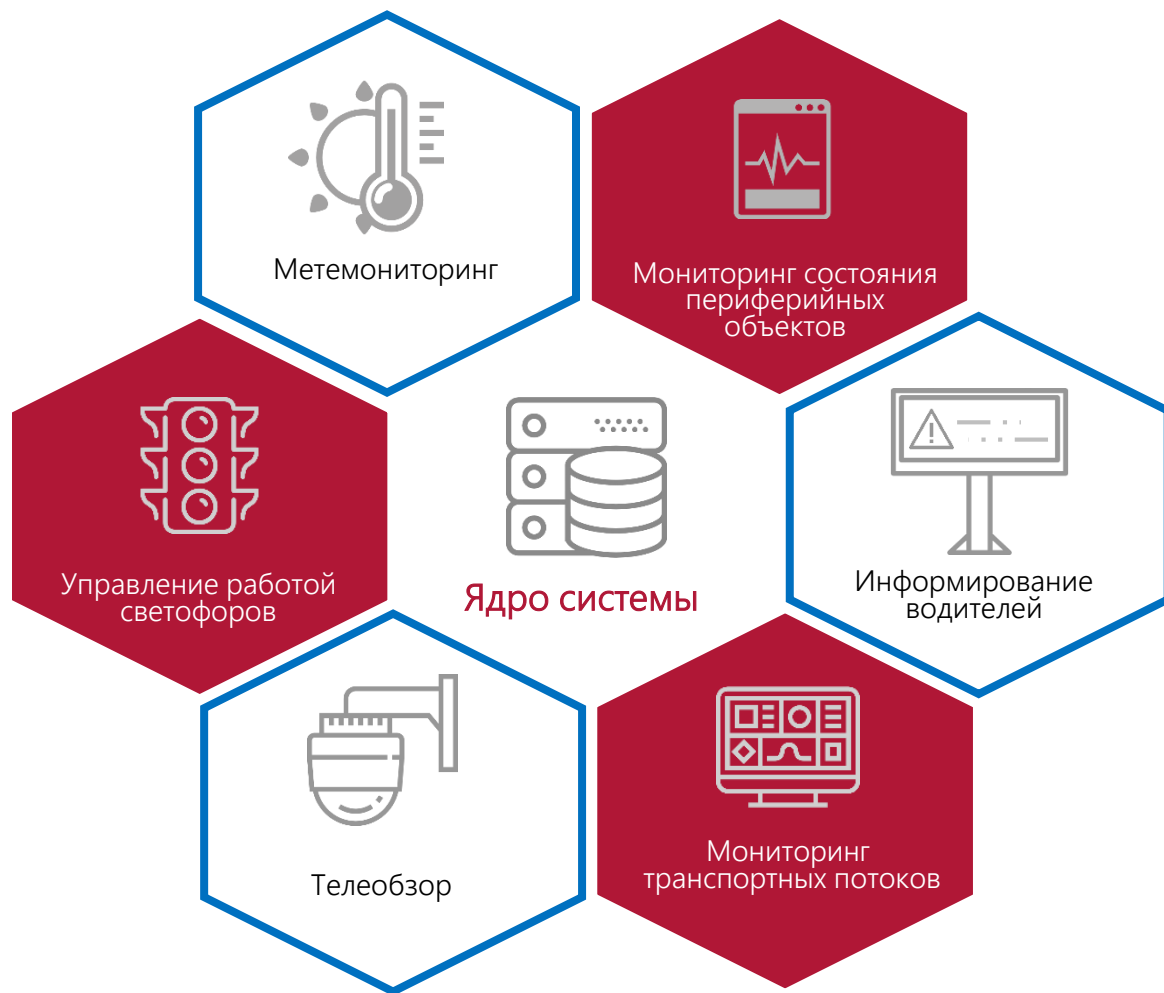 Метемониторинг
Мониторинг состояния
периферийных
объектов
Управление работой
светофоров
Ядро системы
Информирование
водителей
Телеобзор
Мониторинг
транспортных потоков